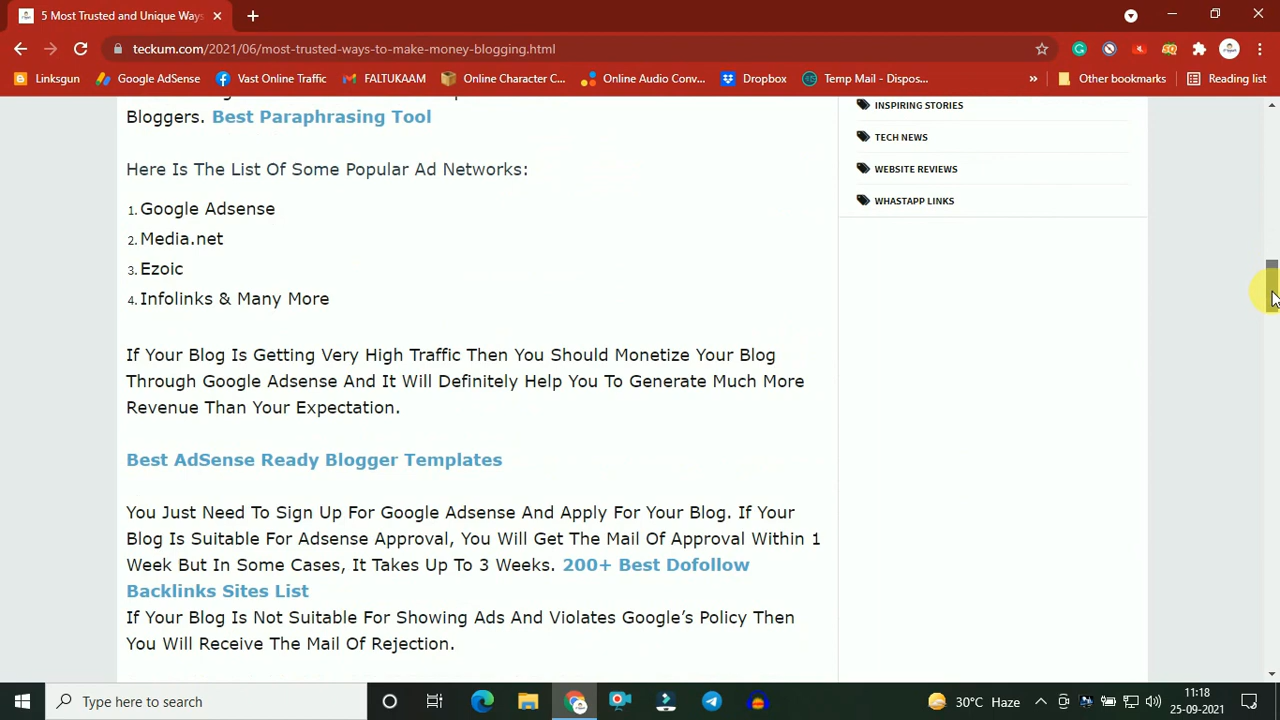 5 Most Trusted and Unique Ways
teckum.com/2021/06/most-trusted-ways-to-make-money-blogging.html
Linksgun
Google AdSense
Vast Online Traffic
FALTUKAAM
Online Character C...
Online Audio Conv...
Dropbox
Temp Mail - Dispos...
»
Other bookmarks
Reading list
Bloggers. Best Paraphrasing Tool
Here Is The List Of Some Popular Ad Networks:
1. Google Adsense
2. Media.net
3. Ezoic
4. Infolinks & Many More
If Your Blog Is Getting Very High Traffic Then You Should Monetize Your Blog
Through Google Adsense And It Will Definitely Help You To Generate Much More
Revenue Than Your Expectation.
Best AdSense Ready Blogger Templates
You Just Need To Sign Up For Google Adsense And Apply For Your Blog. If Your
Blog Is Suitable For Adsense Approval, You Will Get The Mail Of Approval Within 1
Week But In Some Cases, It Takes Up To 3 Weeks. 200+ Best Dofollow
Backlinks Sites List
If Your Blog Is Not Suitable For Showing Ads And Violates Google's Policy Then
You Will Receive The Mail Of Rejection.
INSPIRING STORIES
TECH NEWS
WEBSITE REVIEWS
WHASTAPP LINKS
Type here to search
30°C Haze
11:18
25-09-2021